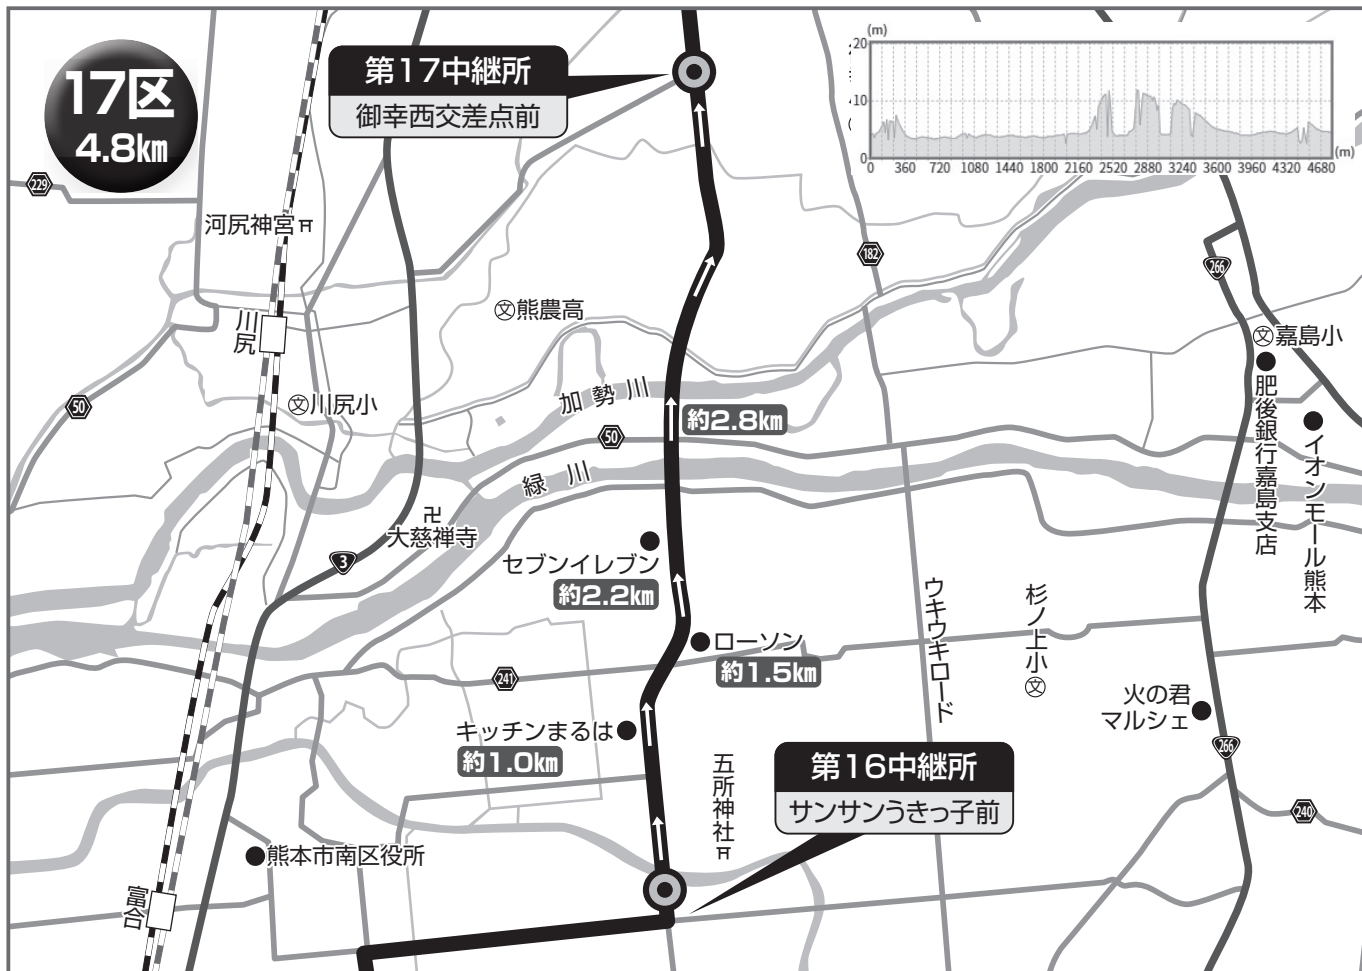 17区
4.8km
第17中継所
御幸西交差点前
(m)
20
10
0
0 360 720 1080 1440 1800 2160 2520 2880 3240 3600 3960 4320 4680
(m)
229
河尻神宮
182
266
熊農高
川尻
嘉島小
50
川尻小
加勢川
約2.8km
肥後銀行嘉島支店
イオンモール熊本
50
緑川
大慈禅寺
3
セブンイレブン
約2.2km
ウキウキロード
杉ノ上小
ローソン
約1.5km
241
火の君
マルシェ
キッチンまるは
約1.0km
266
五所神社
第16中継所
サンサンうきっ子前
240
熊本市南区役所
富合